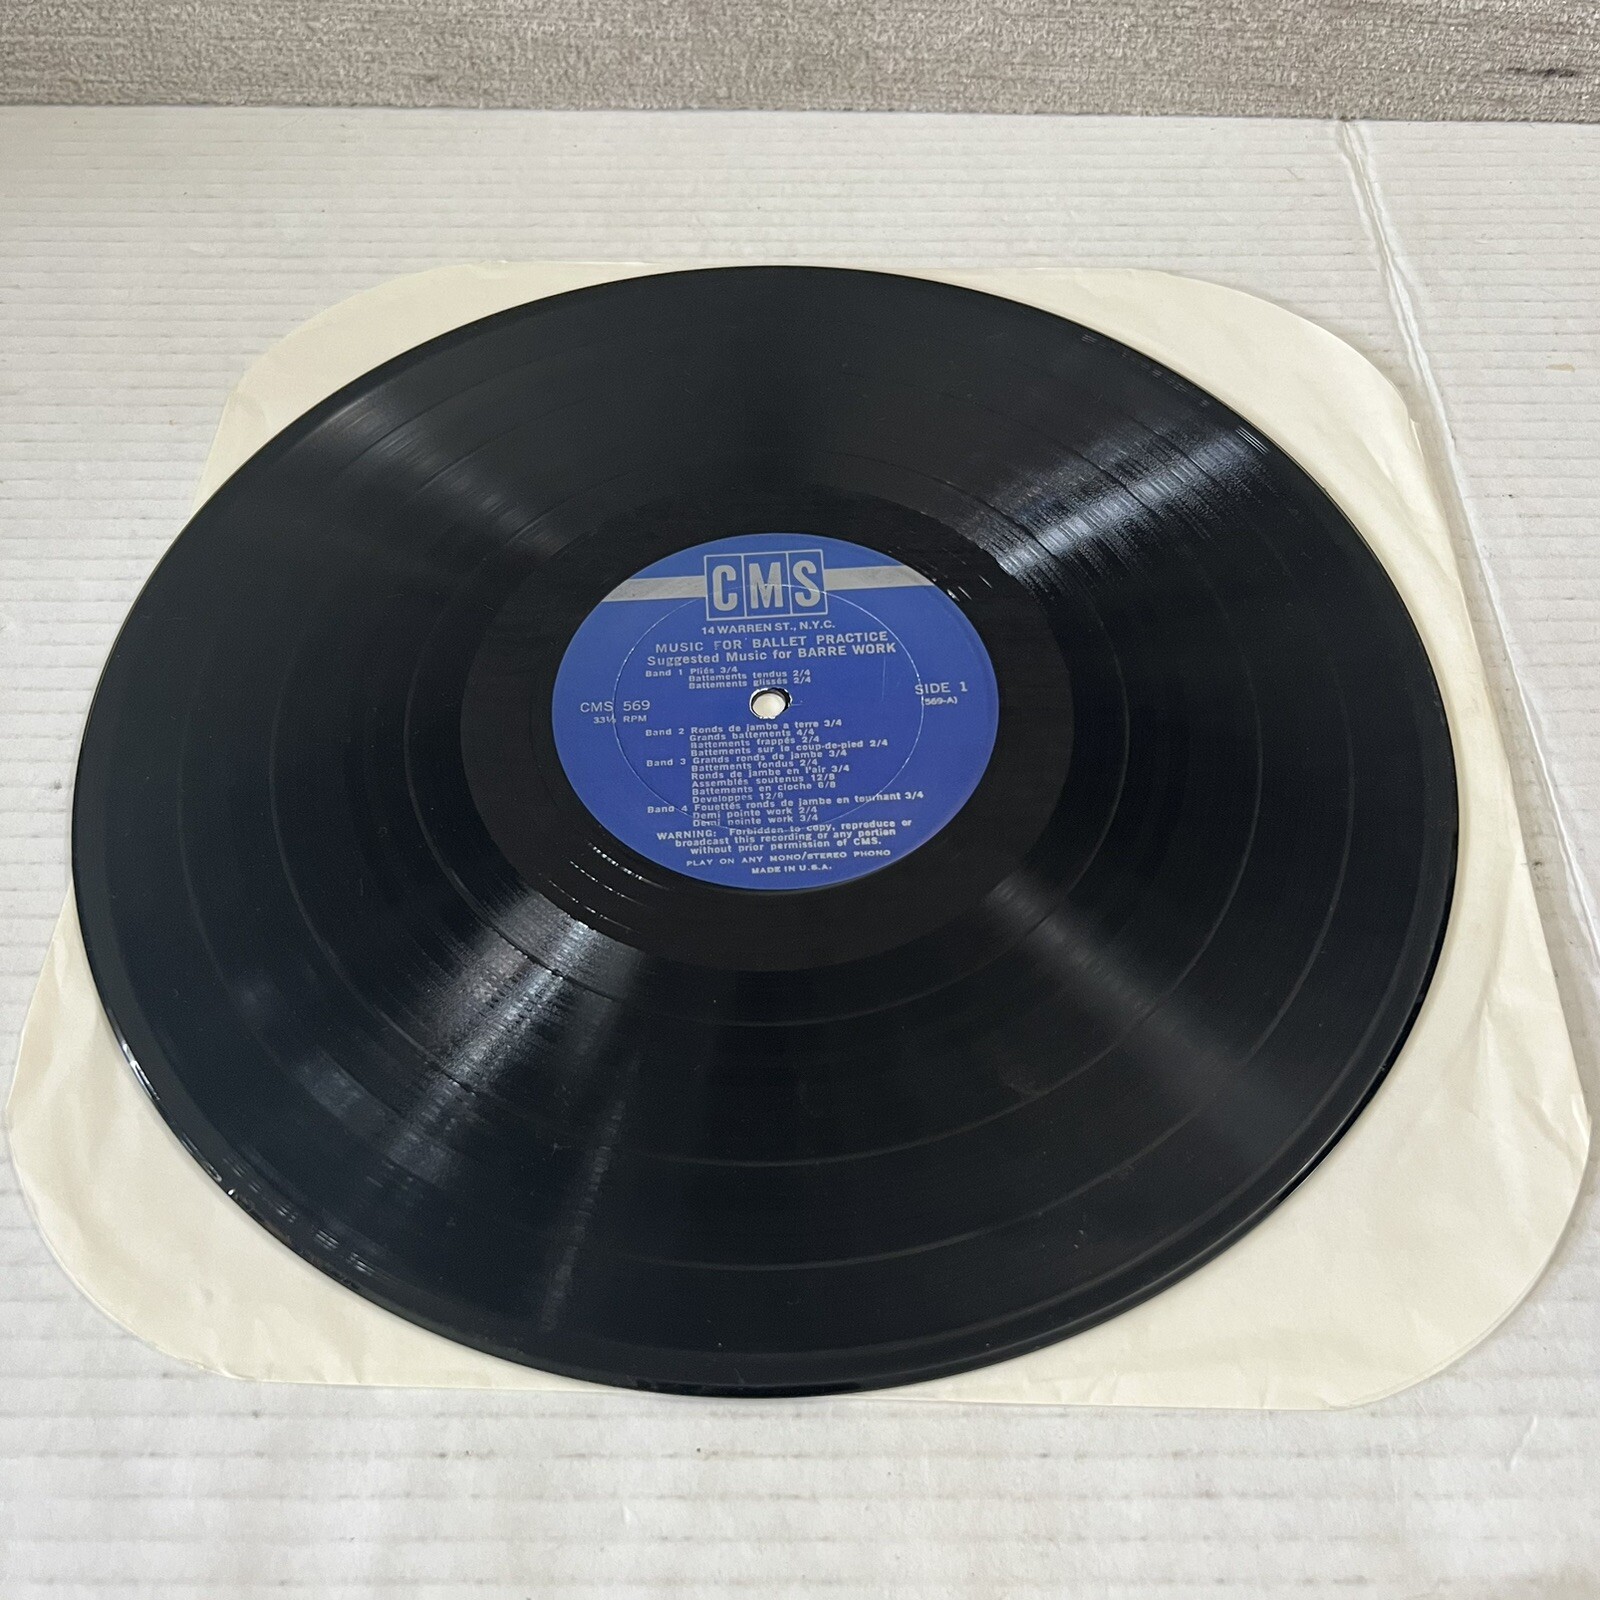 CMS
14 WARREN ST., N.Y.C.
MUSIC FOR BALLET PRACTICE
Suggested Music for BARRE WORK
Band 1 Pliés 3/4
Battements tendus 2/4
Battements glissés 2/4
CMS 569
33⅓ RPM
SIDE 1
(569-A)
Band 2 Ronds de jambe a terre 3/4
Grands battements 4/4
Battements frappés 2/4
Battements sur le coup-de-pied 2/4
Band 3 Grands ronds de jambe 3/4
Battements fondus 2/4
Ronds de jambe en l'air 3/4
Assemblés soutenus 12/8
Battements en cloche 6/8
Developpes 12/8
Band 4 Fouettés ronds de jambe en tournant 3/4
Demi pointe work 2/4
Demi pointe work 3/4
WARNING: Forbidden to copy, reproduce or
broadcast this recording or any portion
without prior permission of CMS.
PLAY ON ANY MONO/STEREO PHONO
MADE IN U.S.A.